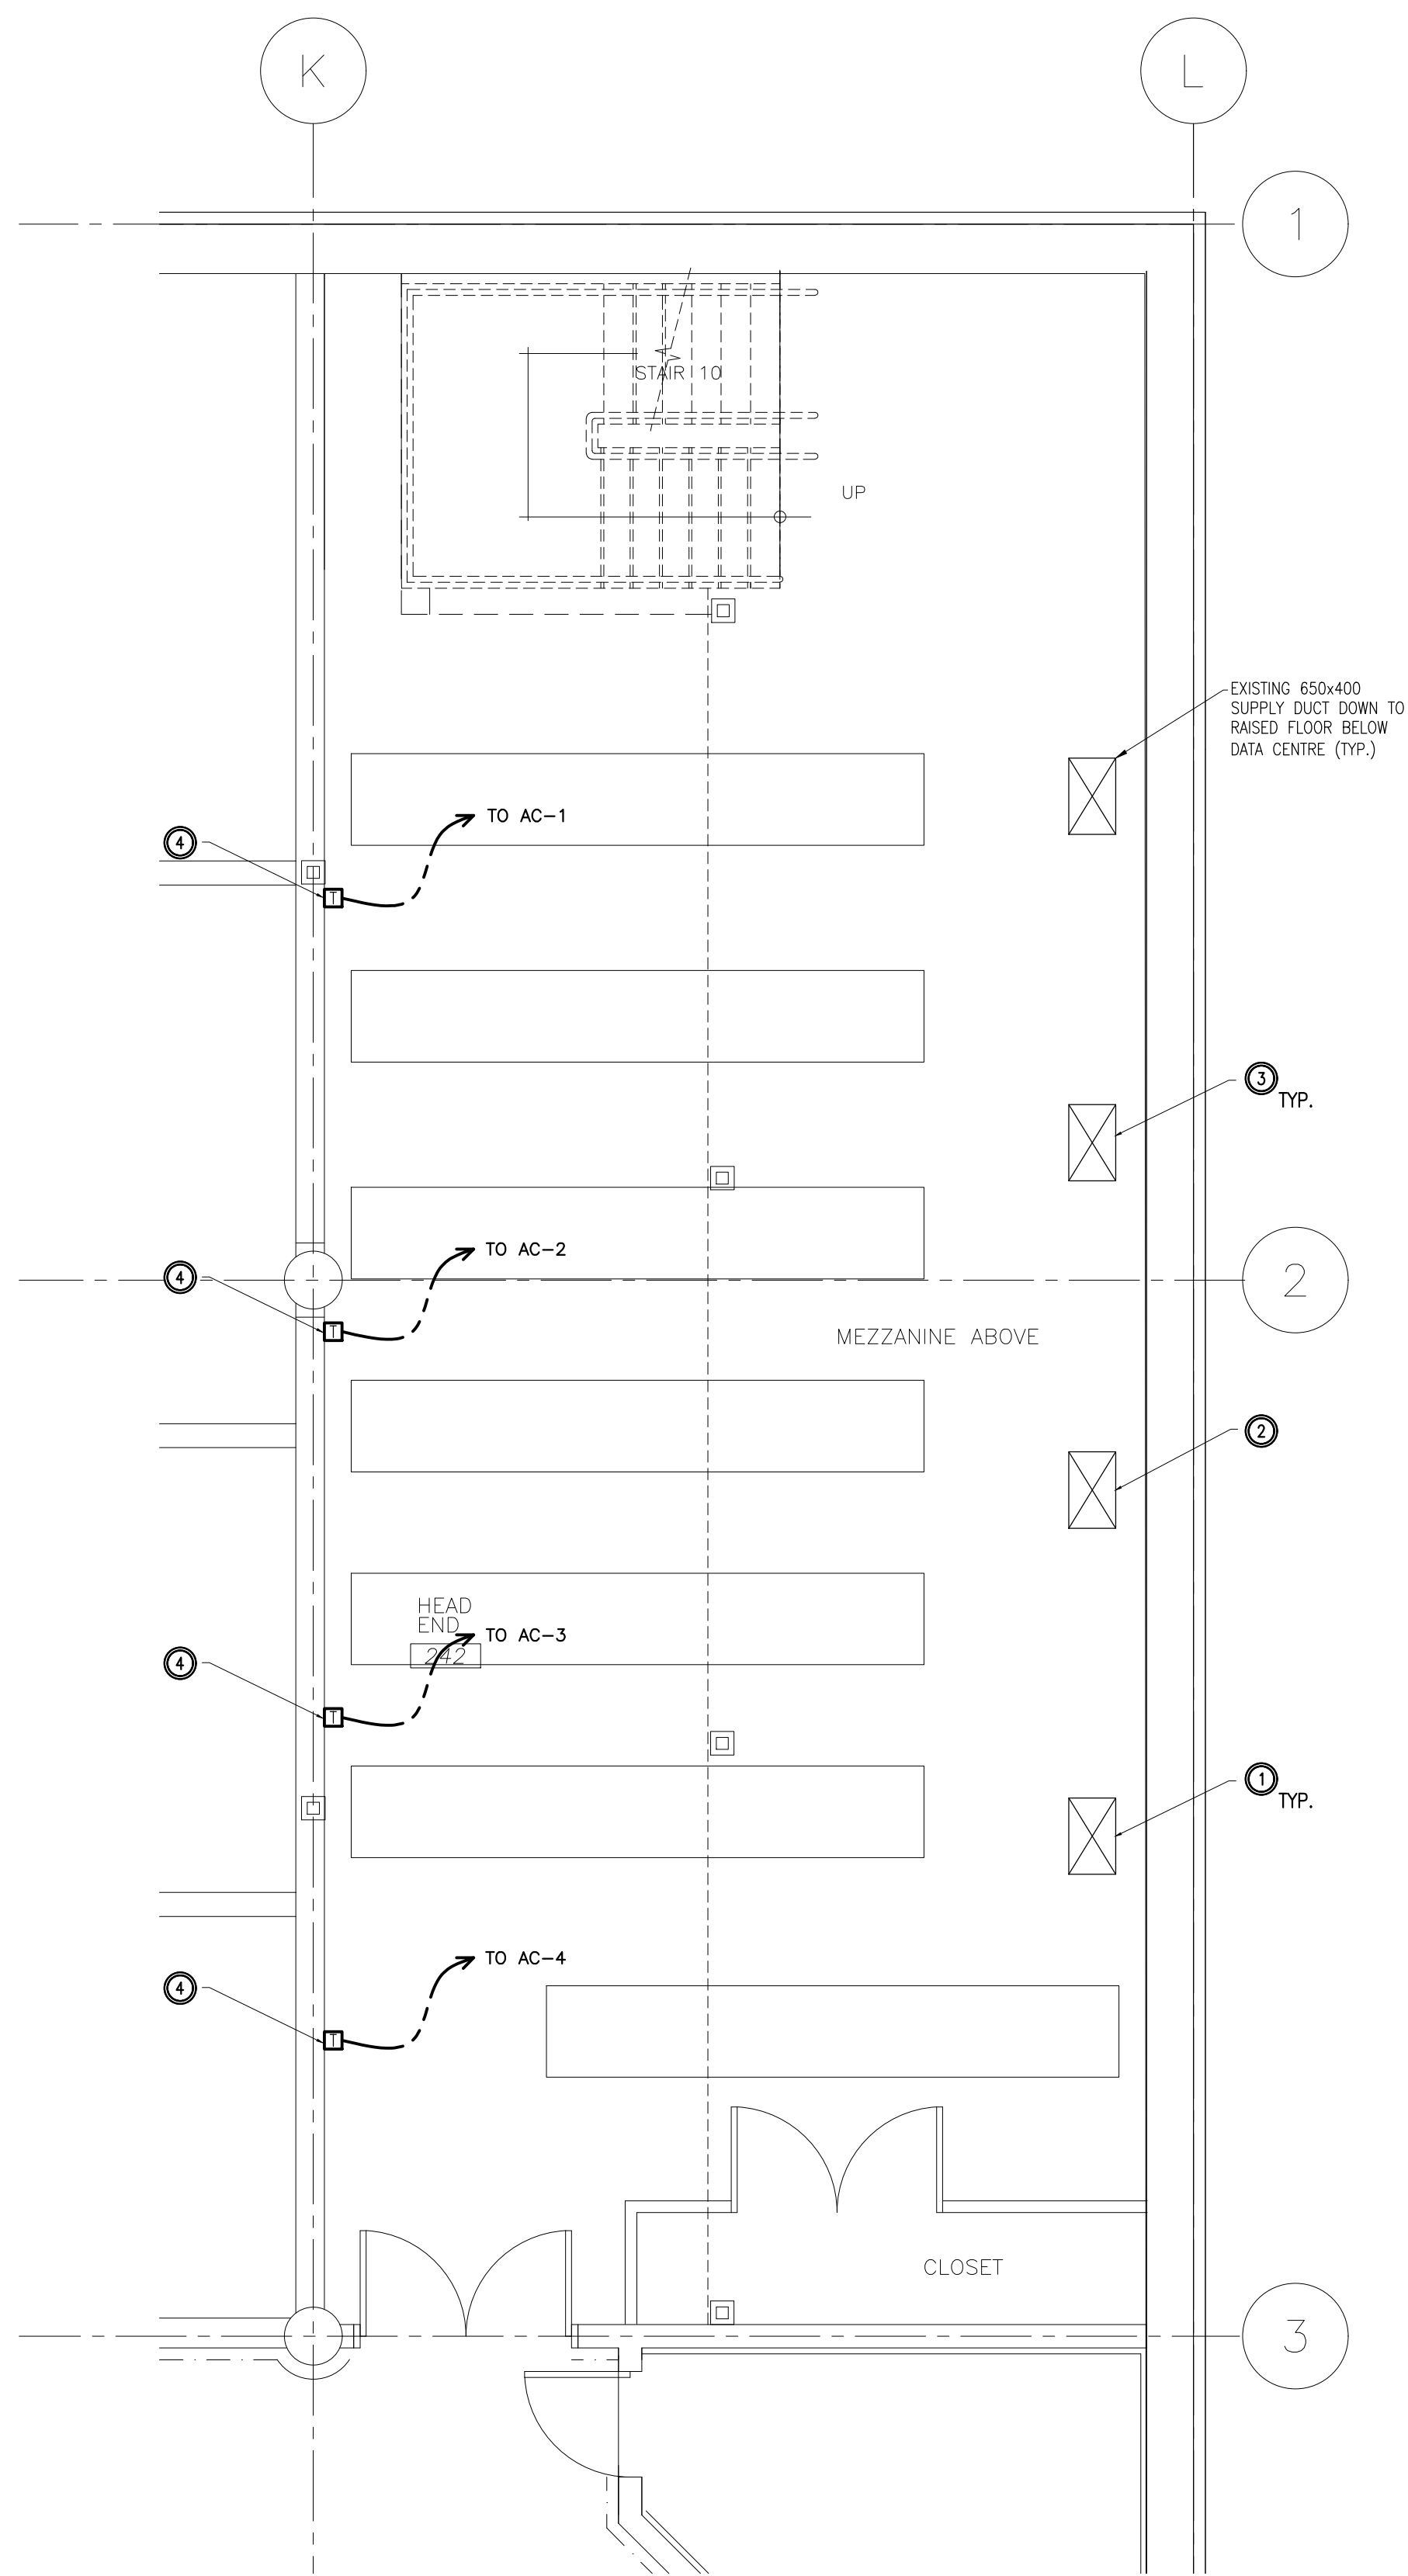 K
L
1
STAIR 10
UP
EXISTING 650x400
SUPPLY DUCT DOWN TO
RAISED FLOOR BELOW
DATA CENTRE (TYP.)
TO AC-1
4
T
3
TYP.
TO AC-2
4
2
T
MEZZANINE ABOVE
2
HEAD
END
TO AC-3
242
4
T
1
TYP.
TO AC-4
4
T
CLOSET
3